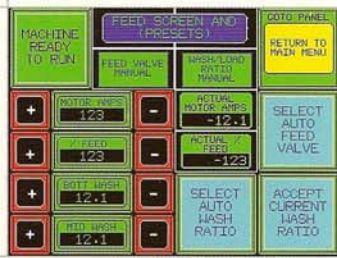 MACHINE
READY
TO RUN
FEED SCREEN AND
(PRESETS)
GOTO PANEL
RETURN TO
MAIN MENU
FEED VALVE
MANUAL
WASH/LOAD
RATIO
MANUAL
+
MOTOR AMPS
123
-
ACTUAL
MOTOR AMPS
-12.1
SELECT
AUTO
FEED
VALVE
+
% FEED
123
-
ACTUAL %
FEED
-123
+
BOTT WASH
12.1
-
SELECT
AUTO
WASH
RATIO
ACCEPT
CURRENT
WASH
RATIO
+
MID WASH
12.1
-